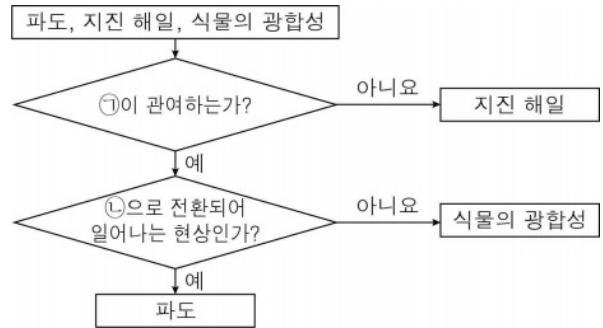 파도, 지진 해일, 식물의 광합성
㉠이 관여하는가?
아니요
지진 해일
예
㉡으로 전환되어
일어나는 현상인가?
아니요
식물의 광합성
예
파도